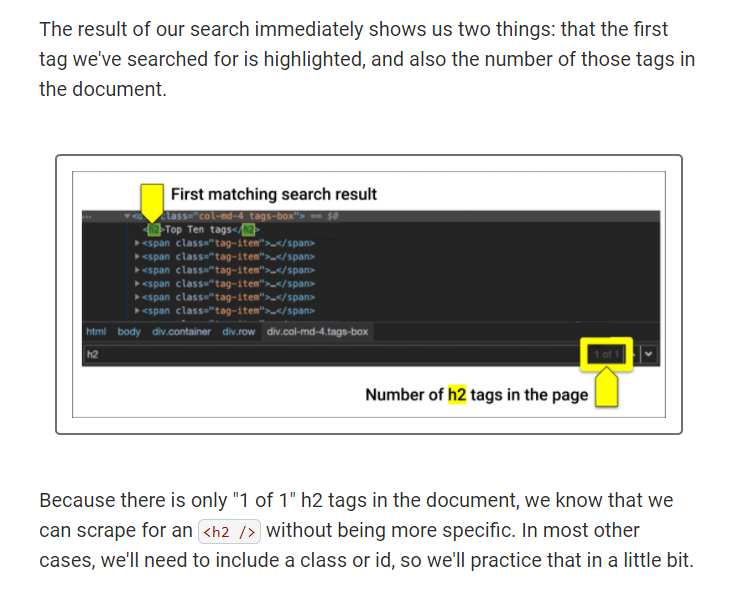 The result of our search immediately shows us two things: that the first
tag we've searched for is highlighted, and also the number of those tags in
the document.
First matching search result
class="col-md-4 tags-box"> == $0
<h2>Top Ten tags</h2>
<span class="tag-item">…</span>
<span class="tag-item">…</span>
<span class="tag-item">…</span>
<span class="tag-item">…</span>
<span class="tag-item">…</span>
<span class="tag-item">…</span>
html body div.container div.row div.col-md-4.tags-box
h2 1 of 1
Number of h2 tags in the page
Because there is only "1 of 1" h2 tags in the document, we know that we
can scrape for an <h2 /> without being more specific. In most other
cases, we'll need to include a class or id, so we'll practice that in a little bit.